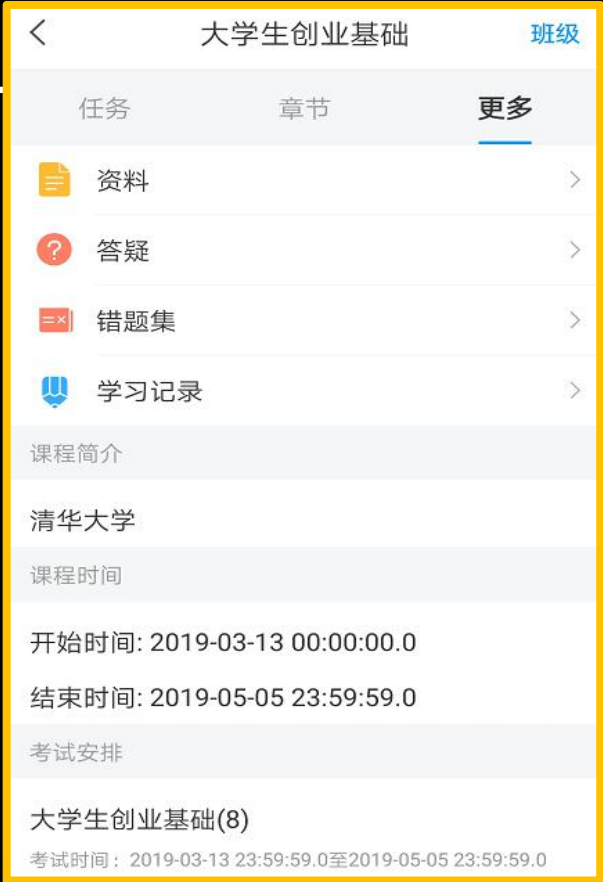 大学生创业基础 班级
任务 章节 更多
资料
答疑
错题集
学习记录
课程简介
清华大学
课程时间
开始时间: 2019-03-13 00:00:00.0
结束时间: 2019-05-05 23:59:59.0
考试安排
大学生创业基础(8)
考试时间：2019-03-13 23:59:59.0至2019-05-05 23:59:59.0